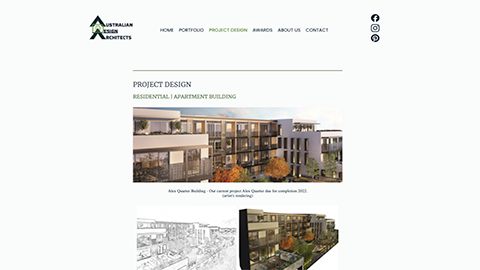 AUSTRALIAN
DESIGN
ARCHITECTS
HOME PORTFOLIO PROJECT DESIGN AWARDS ABOUT US CONTACT
PROJECT DESIGN
RESIDENTIAL | APARTMENT BUILDING
Alex Quarter Building - Our current project Alex Quarter due for completion 2022.
(artist's rendering)